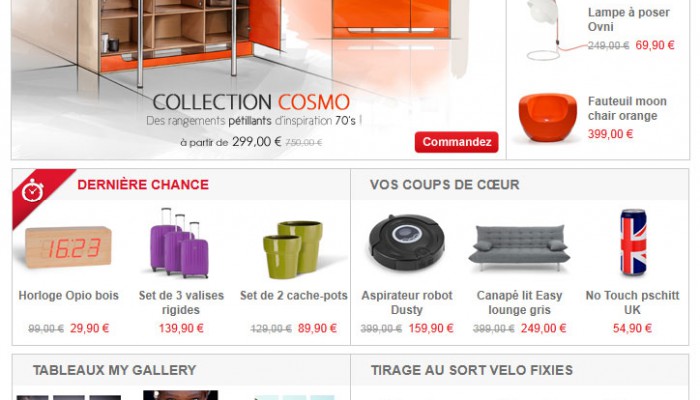 COLLECTION COSMO
Des rangements pétillants d'inspiration 70's !
à partir de 299,00 € 750,00 €
Commandez
Lampe à poser
Ovni
249,00 € 69,90 €
Fauteuil moon
chair orange
399,00 €
DERNIÈRE CHANCE
16:23
Horloge Opio bois
99,00 € 29,90 €
Set de 3 valises
rigides
139,90 €
Set de 2 cache-pots
129,00 € 89,90 €
VOS COUPS DE CŒUR
Aspirateur robot
Dusty
399,00 € 159,90 €
Canapé lit Easy
lounge gris
399,00 € 249,00 €
No Touch pschitt
UK
54,90 €
TABLEAUX MY GALLERY
TIRAGE AU SORT VELO FIXIES